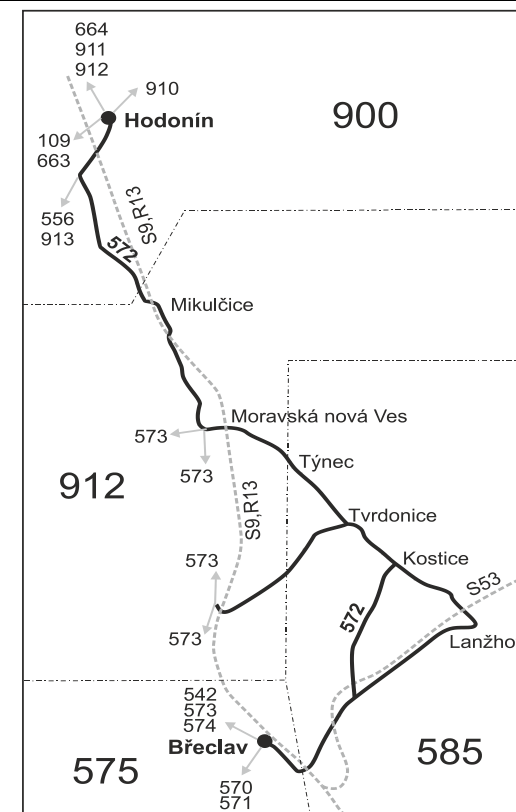 664
911
912
910
Hodonín
900
109
663
S9,R13
556
913
572
Mikulčice
Moravská nová Ves
573
573
912
Týnec
S9,R13
Tvrdonice
573
Kostice
S53
572
573
Lanžho
542
573
574
Břeclav
575
585
570
571